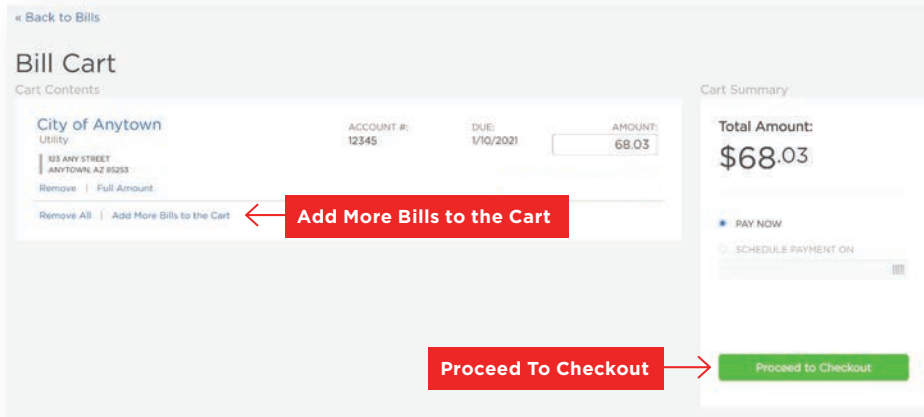 « Back to Bills
Bill Cart
Cart Contents
City of Anytown
Utility
123 ANY STREET
ANYTOWN, AZ 85253
Remove | Full Amount
ACCOUNT #:
12345
DUE:
1/10/2021
AMOUNT:
68.03
Remove All | Add More Bills to the Cart
Add More Bills to the Cart
Cart Summary
Total Amount:
$68.03
PAY NOW
SCHEDULE PAYMENT ON
Proceed To Checkout
Proceed to Checkout